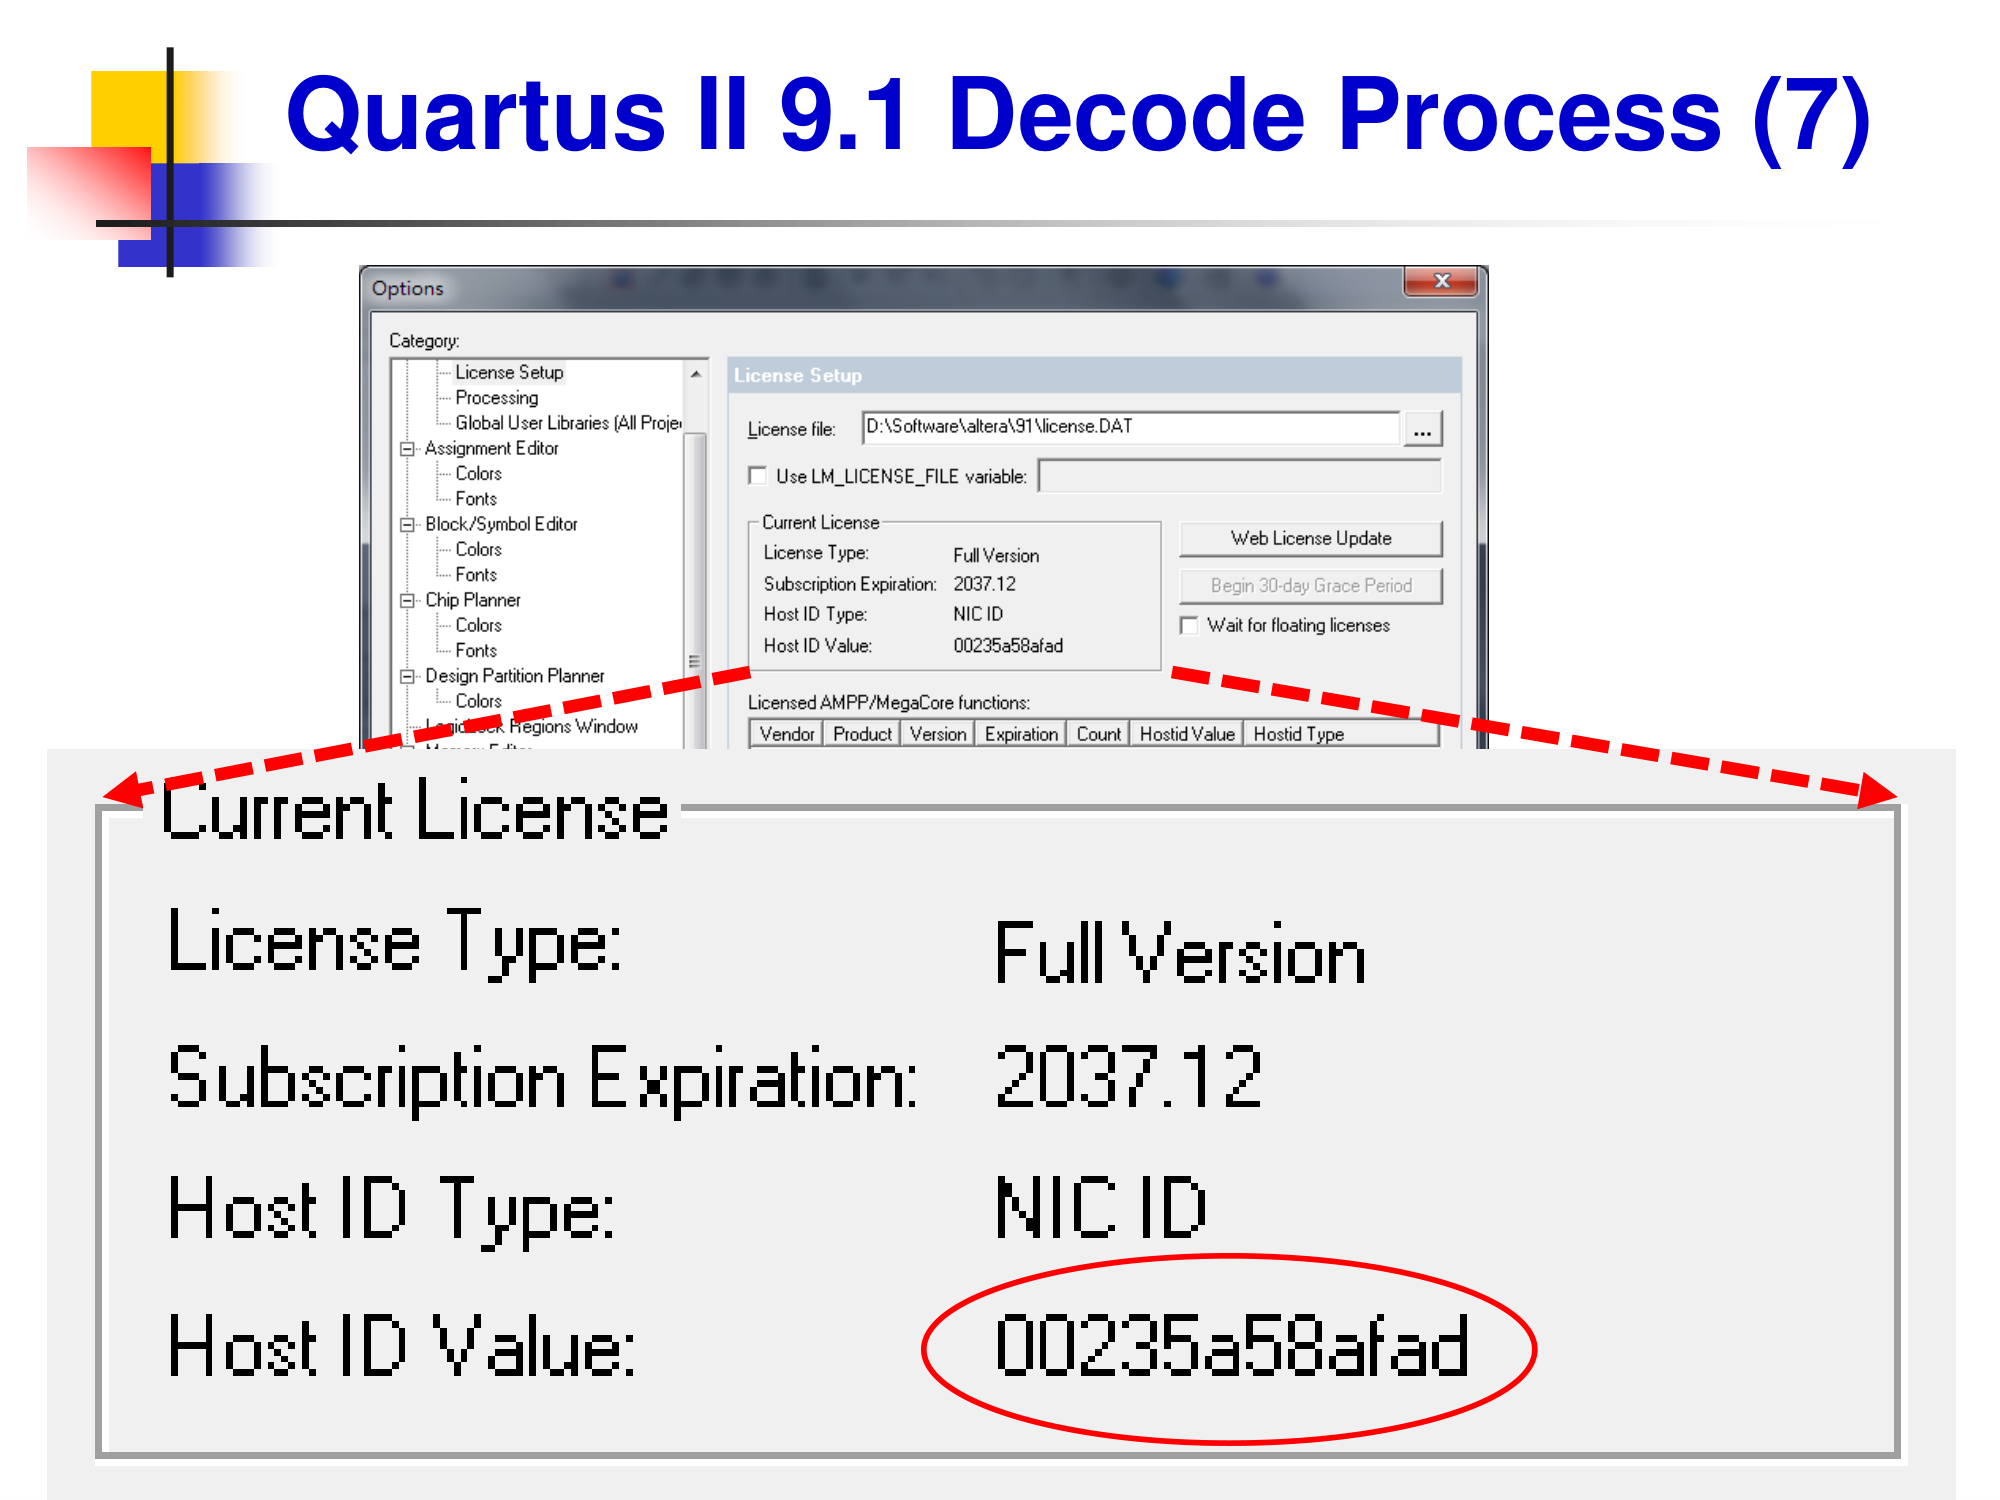 Quartus II 9.1 Decode Process (7)
Options
Category:
License Setup
Processing
Global User Libraries (All Proje
Assignment Editor
Colors
Fonts
Block/Symbol Editor
Colors
Fonts
Chip Planner
Colors
Fonts
Design Partition Planner
Colors
Regions Window
License Setup
License file: D:\Software\altera\91\license.DAT ...
Use LM_LICENSE_FILE variable:
Current License
License Type: Full Version
Subscription Expiration: 2037.12
Host ID Type: NIC ID
Host ID Value: 00235a58afad
Web License Update
Begin 30-day Grace Period
Wait for floating licenses
Licensed AMPP/MegaCore functions:
Vendor Product Version Expiration Count Hostid Value Hostid Type
Current License
License Type: Full Version
Subscription Expiration: 2037.12
Host ID Type: NIC ID
Host ID Value: 00235a58afad